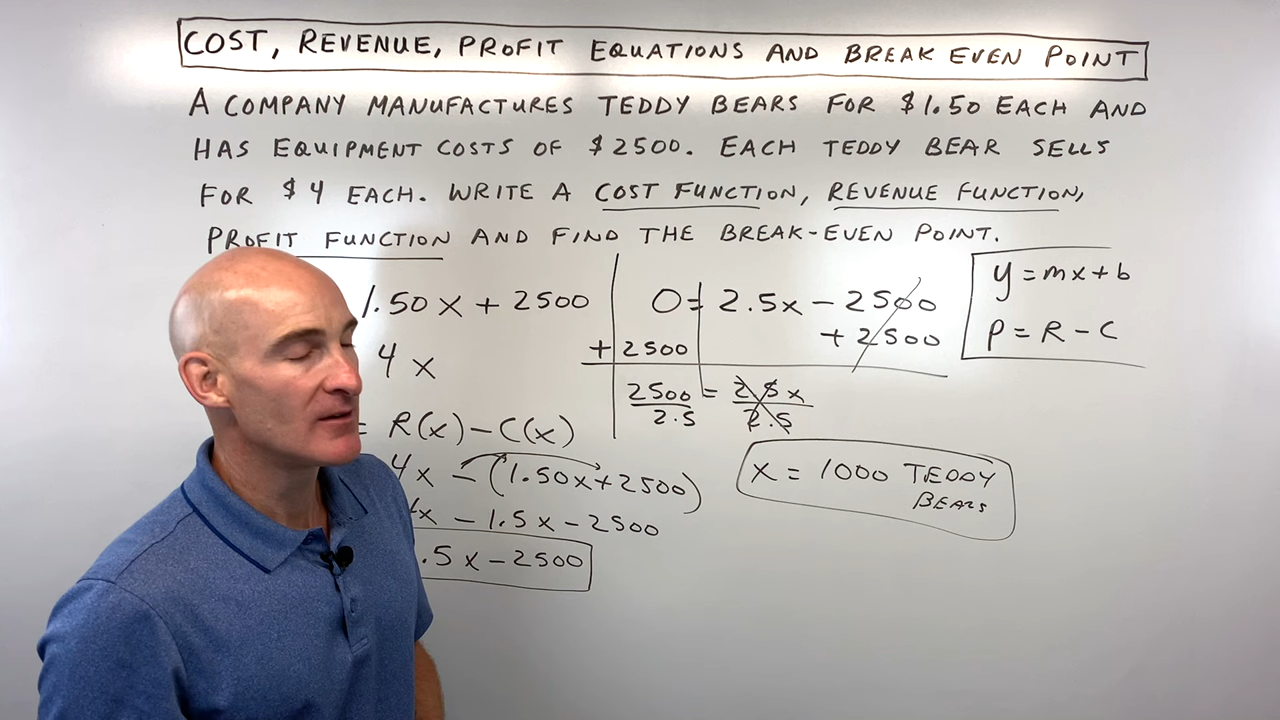 COST, REVENUE, PROFIT EQUATIONS AND BREAK EVEN POINT
A COMPANY MANUFACTURES TEDDY BEARS FOR $1.50 EACH AND
HAS EQUIPMENT COSTS OF $2500. EACH TEDDY BEAR SELLS
FOR $4 EACH. WRITE A COST FUNCTION, REVENUE FUNCTION,
PROFIT FUNCTION AND FIND THE BREAK-EVEN POINT.
1.50x + 2500
4x
= R(x) - C(x)
4x - (1.50x + 2500)
4x - 1.5x - 2500
.5x - 2500
0 = 2.5x - 2500
+ 2500 + 2500
2500 = 2.5x
2.5 2.5
x = 1000 TEDDY
BEARS
y = mx + b
P = R - C